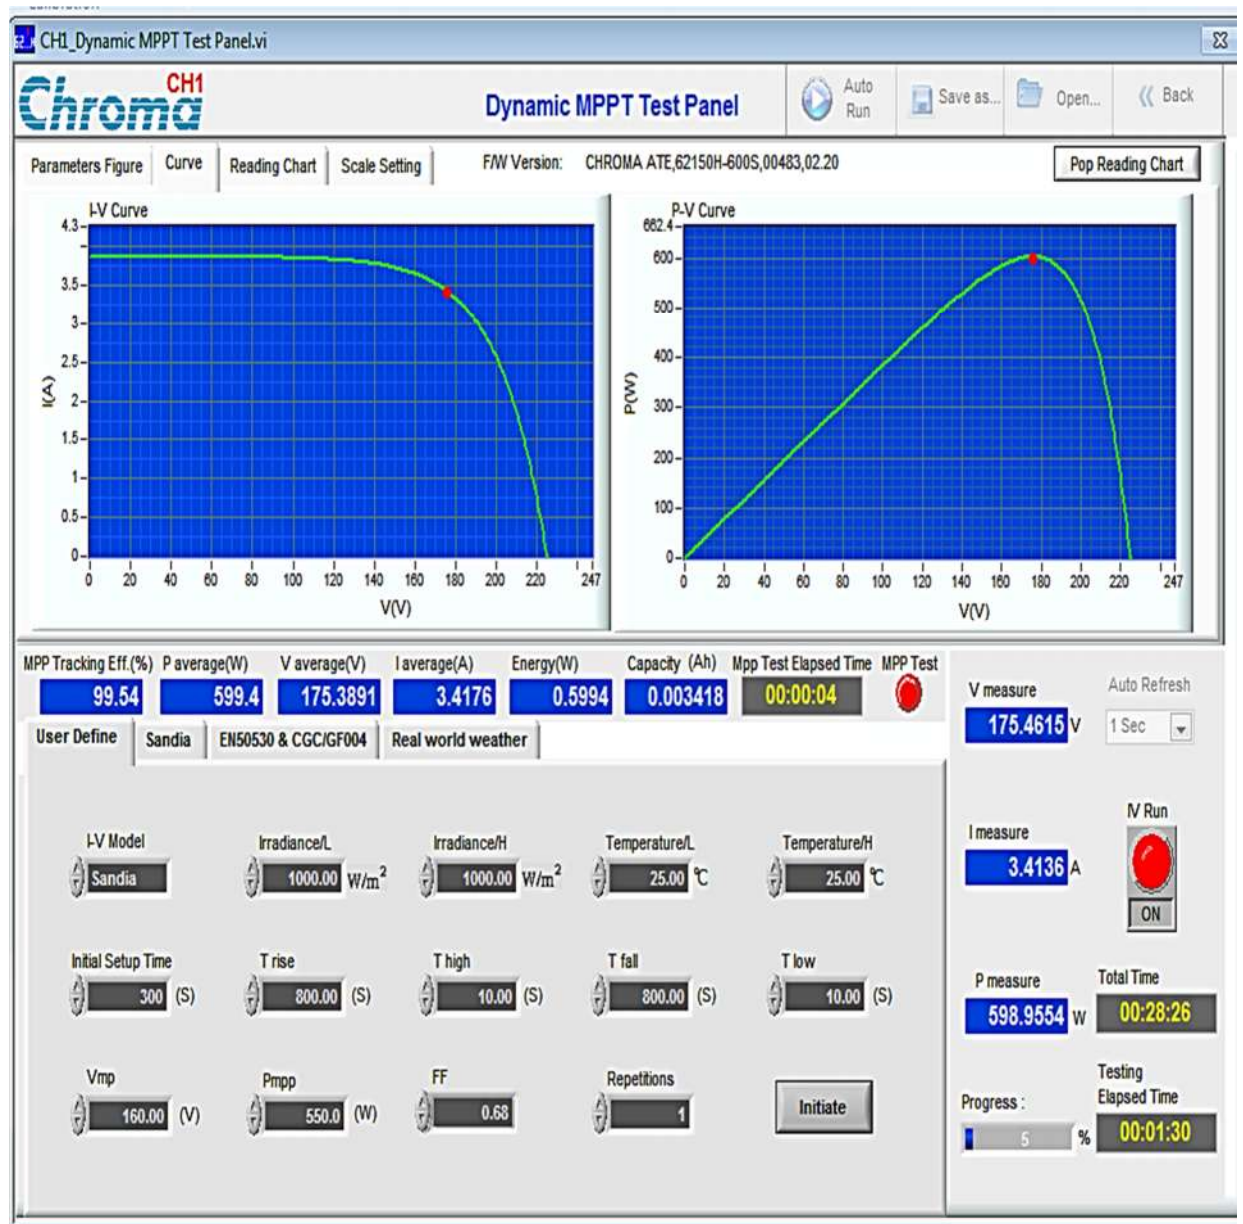 CH1_Dynamic MPPT Test Panel.vi
Chroma CH1
Dynamic MPPT Test Panel
Auto Run
Save as...
Open...
Back
Parameters Figure Curve Reading Chart Scale Setting
F/W Version: CHROMA ATE,62150H-600S,00483,02.20
Pop Reading Chart
I-V Curve
4.3
3.5
3
2.5
2
1.5
1
0.5
0
I(A)
0 20 40 60 80 100 120 140 160 180 200 220 247
V(V)
P-V Curve
662.4
600
500
400
300
200
100
0
P(W)
0 20 40 60 80 100 120 140 160 180 200 220 247
V(V)
MPP Tracking Eff.(%) P average(W) V average(V) I average(A) Energy(W) Capacity (Ah) Mpp Test Elapsed Time MPP Test
99.54 599.4 175.3891 3.4176 0.5994 0.003418 00:00:04
User Define Sandia EN50530 & CGC/GF004 Real world weather
I-V Model Irradiance/L Irradiance/H Temperature/L Temperature/H
Sandia 1000.00 W/m² 1000.00 W/m² 25.00 ℃ 25.00 ℃
Initial Setup Time T rise T high T fall T low
300 (S) 800.00 (S) 10.00 (S) 800.00 (S) 10.00 (S)
Vmp Pmpp FF Repetitions
160.00 (V) 550.0 (W) 0.68 1 Initiate
V measure Auto Refresh
175.4615 V 1 Sec
I measure IV Run
3.4136 A
ON
P measure Total Time
598.9554 W 00:28:26
Progress : Testing Elapsed Time
5 % 00:01:30